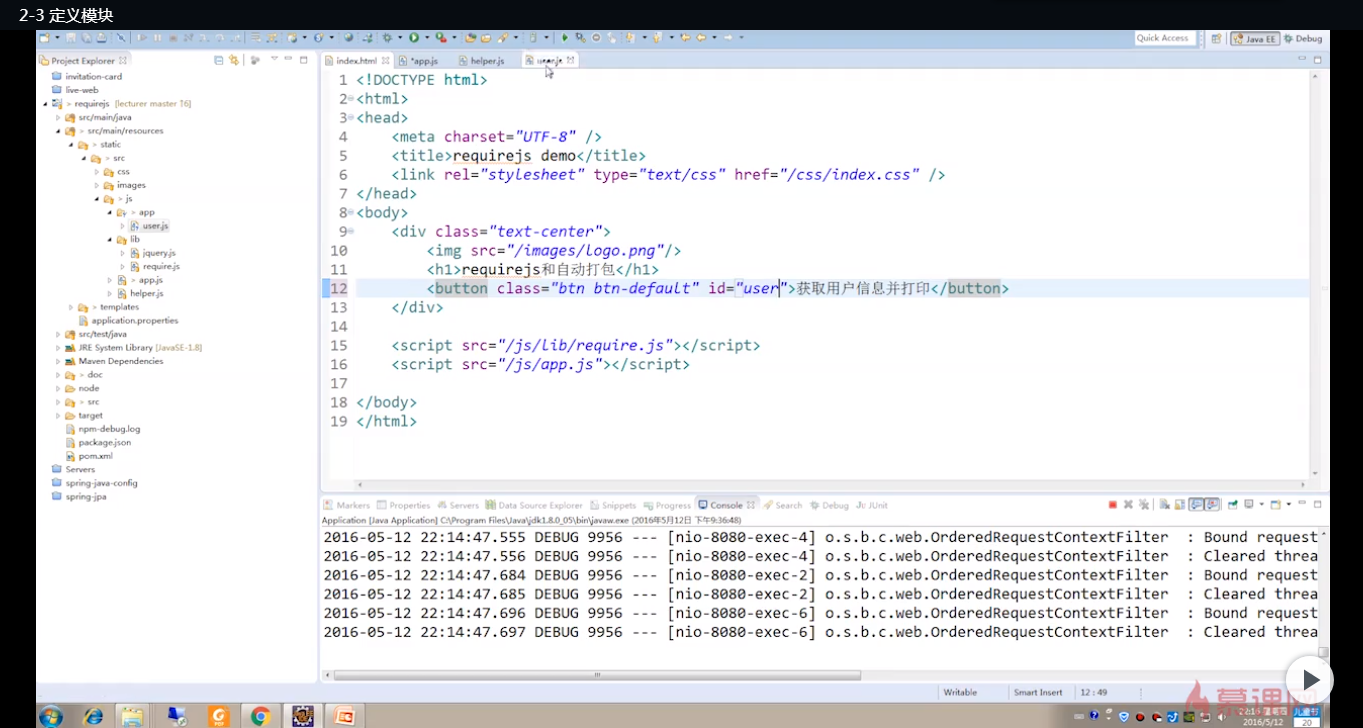 2-3 定义模块
Quick Access
Java EE
Debug
Project Explorer
index.html
*app.js
helper.js
user.js
invitation-card
live-web
> requirejs [lecturer master ↑6]
src/main/java
> src/main/resources
> static
> src
css
images
> js
> app
user.js
lib
jquery.js
require.js
> app.js
helper.js
> templates
application.properties
src/test/java
JRE System Library [JavaSE-1.8]
Maven Dependencies
> doc
node
> src
target
npm-debug.log
package.json
pom.xml
Servers
spring-java-config
spring-jpa
1 <!DOCTYPE html>
2 <html>
3 <head>
4 <meta charset="UTF-8" />
5 <title>requirejs demo</title>
6 <link rel="stylesheet" type="text/css" href="/css/index.css" />
7 </head>
8 <body>
9 <div class="text-center">
10 <img src="/images/logo.png"/>
11 <h1>requirejs和自动打包</h1>
12 <button class="btn btn-default" id="user">获取用户信息并打印</button>
13 </div>
14
15 <script src="/js/lib/require.js"></script>
16 <script src="/js/app.js"></script>
17
18 </body>
19 </html>
Markers
Properties
Servers
Data Source Explorer
Snippets
Progress
Console
Search
Debug
JUnit
Application [Java Application] C:\Program Files\Java\jdk1.8.0_05\bin\javaw.exe (2016年5月12日 下午9:36:48)
2016-05-12 22:14:47.555 DEBUG 9956 --- [nio-8080-exec-4] o.s.b.c.web.OrderedRequestContextFilter : Bound request
2016-05-12 22:14:47.556 DEBUG 9956 --- [nio-8080-exec-4] o.s.b.c.web.OrderedRequestContextFilter : Cleared threa
2016-05-12 22:14:47.684 DEBUG 9956 --- [nio-8080-exec-2] o.s.b.c.web.OrderedRequestContextFilter : Bound request
2016-05-12 22:14:47.685 DEBUG 9956 --- [nio-8080-exec-2] o.s.b.c.web.OrderedRequestContextFilter : Cleared threa
2016-05-12 22:14:47.696 DEBUG 9956 --- [nio-8080-exec-6] o.s.b.c.web.OrderedRequestContextFilter : Bound request
2016-05-12 22:14:47.697 DEBUG 9956 --- [nio-8080-exec-6] o.s.b.c.web.OrderedRequestContextFilter : Cleared threa
Writable
Smart Insert
12 : 49
慕课网
2016/5/12
儿童节
20